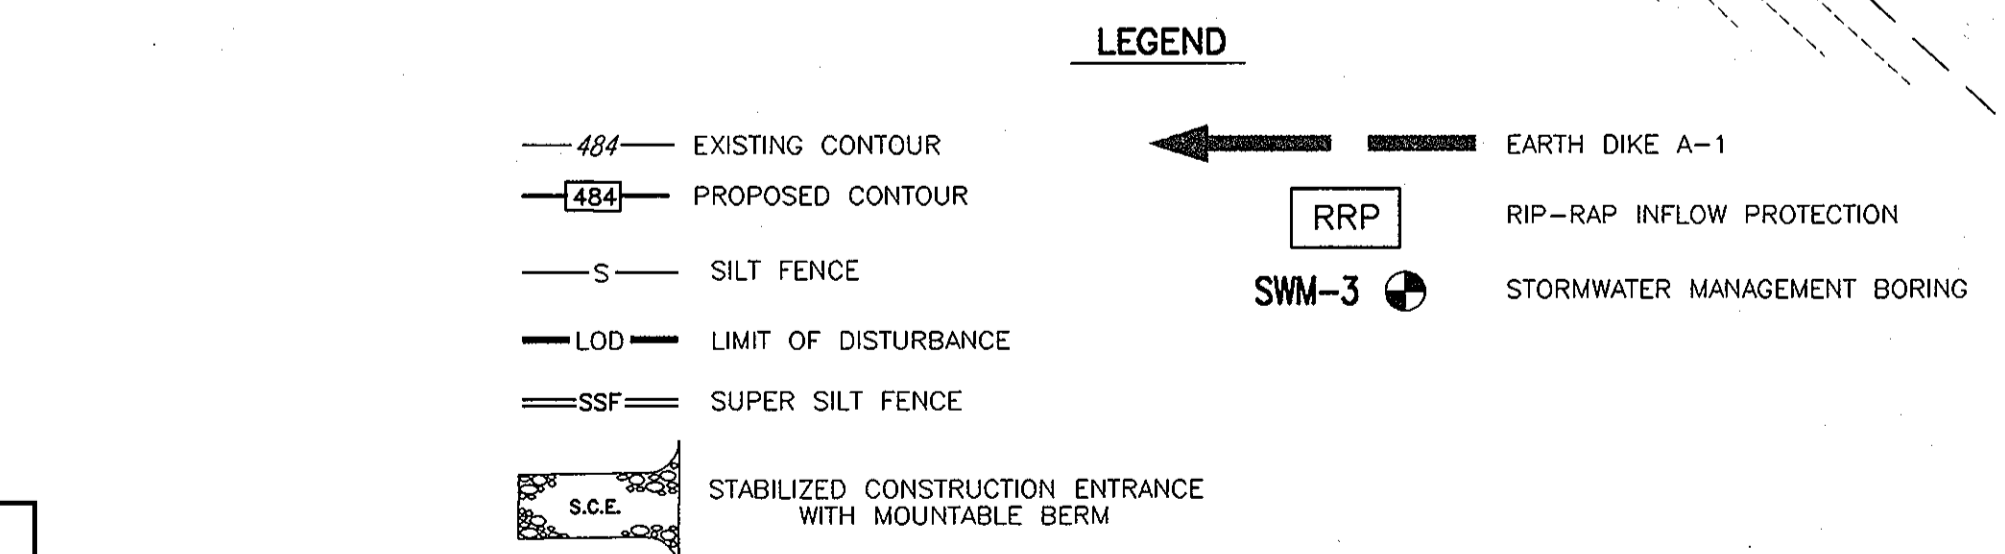 LEGEND
484 EXISTING CONTOUR
484 PROPOSED CONTOUR
S SILT FENCE
LOD LIMIT OF DISTURBANCE
SSF SUPER SILT FENCE
S.C.E. STABILIZED CONSTRUCTION ENTRANCE
WITH MOUNTABLE BERM
EARTH DIKE A-1
RRP RIP-RAP INFLOW PROTECTION
SWM-3 STORMWATER MANAGEMENT BORING